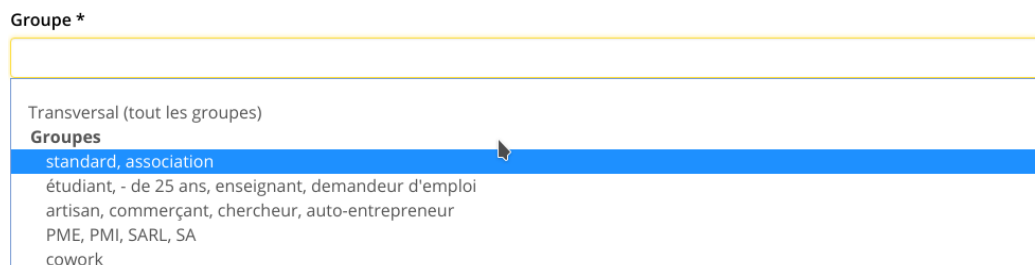 Groupe *
Transversal (tout les groupes)
Groupes
standard, association
étudiant, - de 25 ans, enseignant, demandeur d'emploi
artisan, commerçant, chercheur, auto-entrepreneur
PME, PMI, SARL, SA
cowork